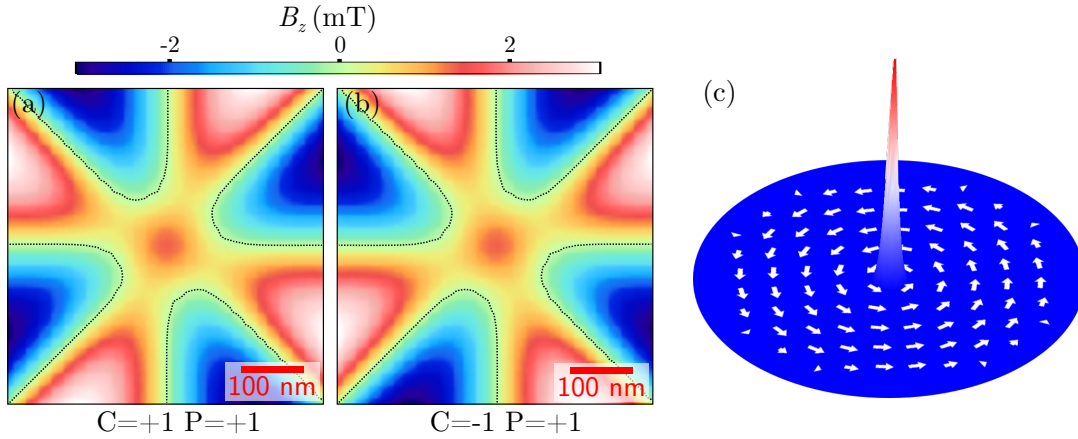 B_z (mT)
-2 0 2
(a)
(b)
(c)
100 nm
100 nm
C=+1 P=+1
C=-1 P=+1